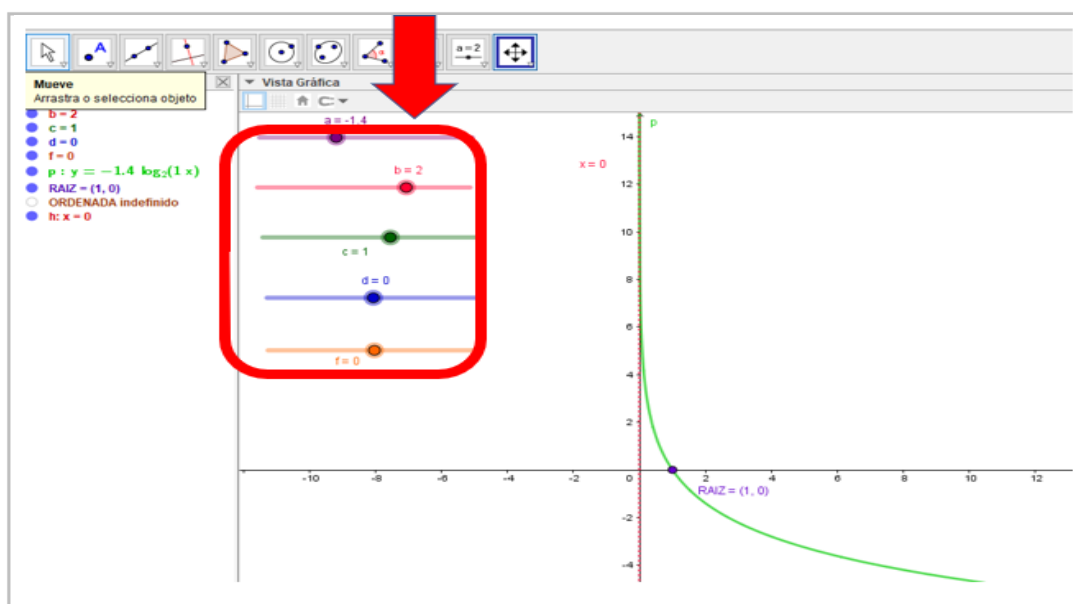 a=2
Mueve
Arrastra o selecciona objeto
Vista Gráfica
b = 2
c = 1
d = 0
f = 0
p : y = −1.4 log₂(1 x)
RAIZ = (1, 0)
ORDENADA indefinido
h: x = 0
a = -1.4
b = 2
c = 1
d = 0
f = 0
p
x = 0
14
12
10
8
6
4
2
0
-2
-4
-10
-8
-6
-4
-2
2
4
6
8
10
12
RAIZ = (1, 0)